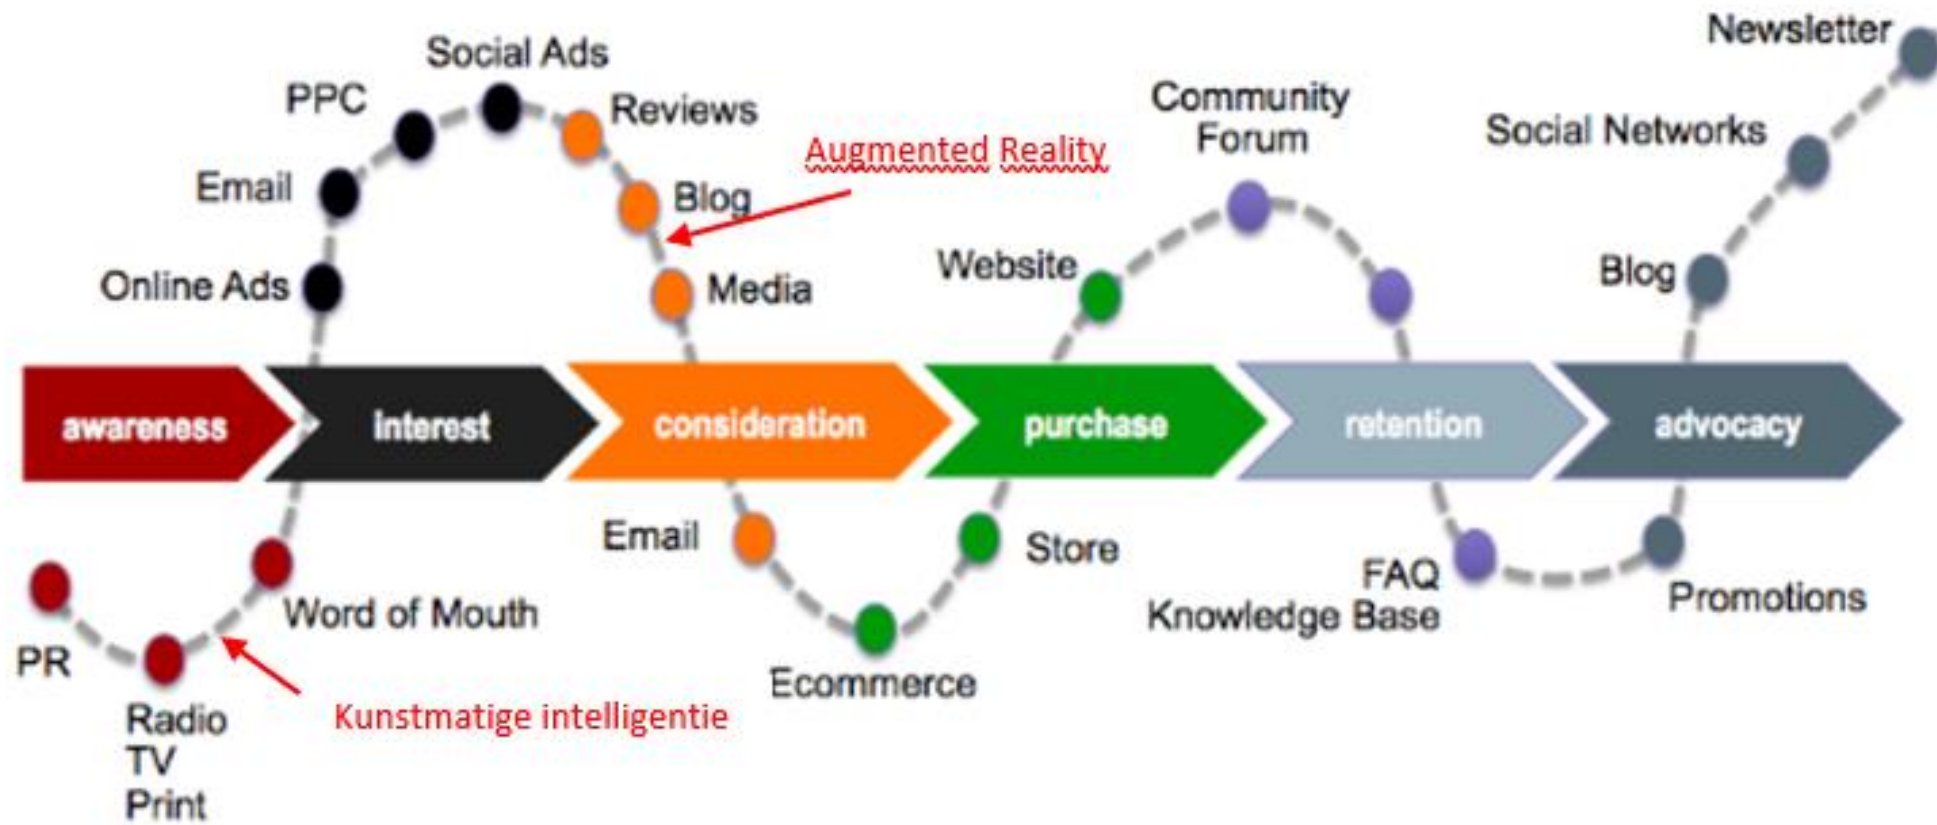 Newsletter
Social Ads
PPC
Reviews
Community
Forum
Social Networks
Augmented Reality
Email
Blog
Website
Blog
Online Ads
Media
awareness
interest
consideration
purchase
retention
advocacy
Email
Store
FAQ
Knowledge Base
Promotions
Word of Mouth
PR
Ecommerce
Radio
TV
Print
Kunstmatige intelligentie